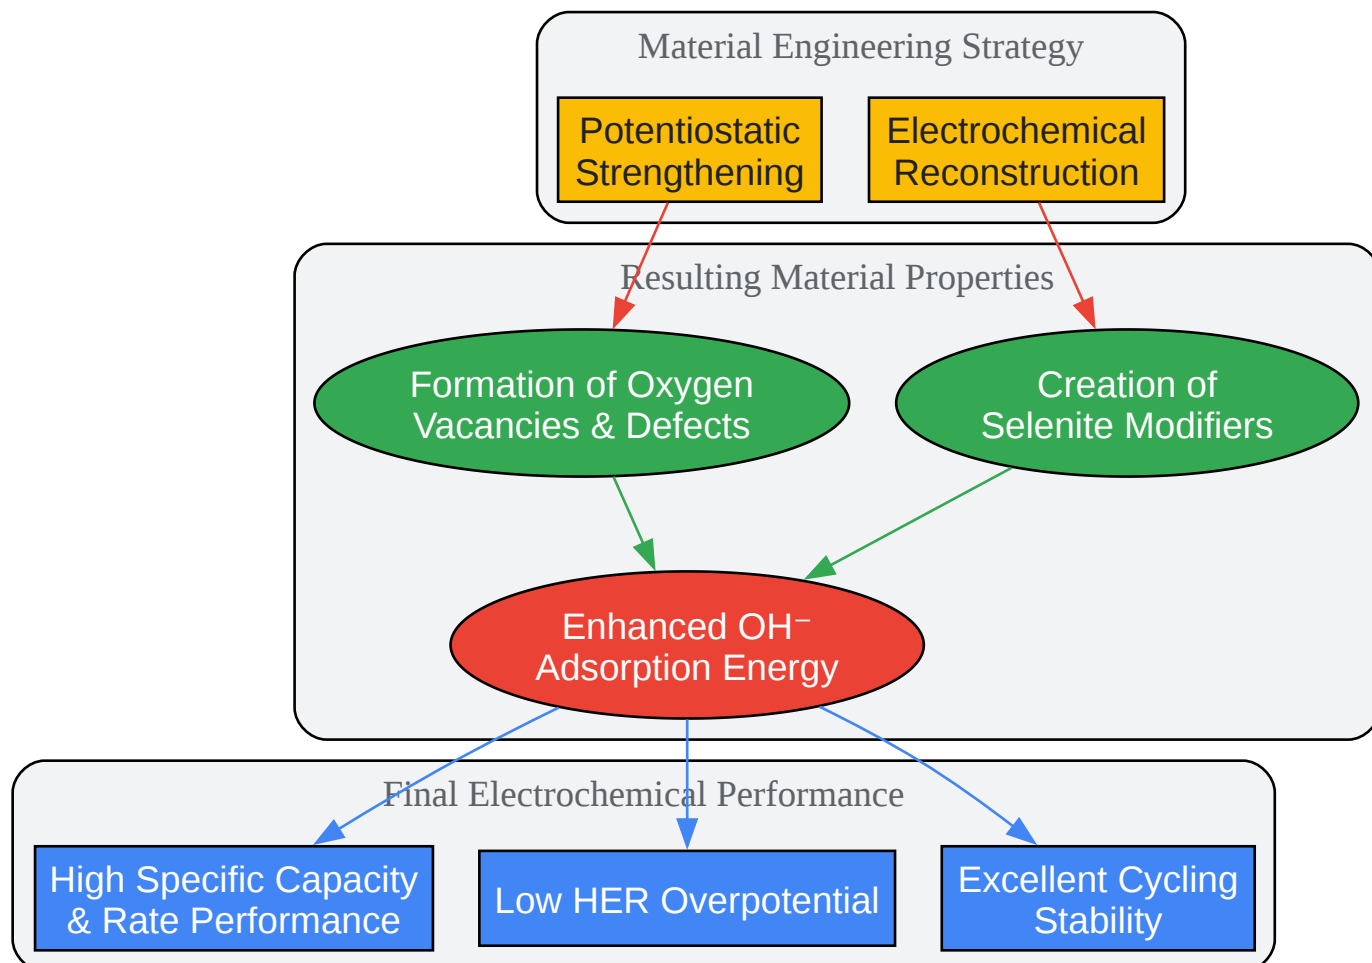 Material Engineering Strategy
Potentiostatic
Strengthening
Electrochemical
Reconstruction
Resulting Material Properties
Formation of Oxygen
Vacancies & Defects
Creation of
Selenite Modifiers
Enhanced OH⁻
Adsorption Energy
Final Electrochemical Performance
High Specific Capacity
& Rate Performance
Low HER Overpotential
Excellent Cycling
Stability